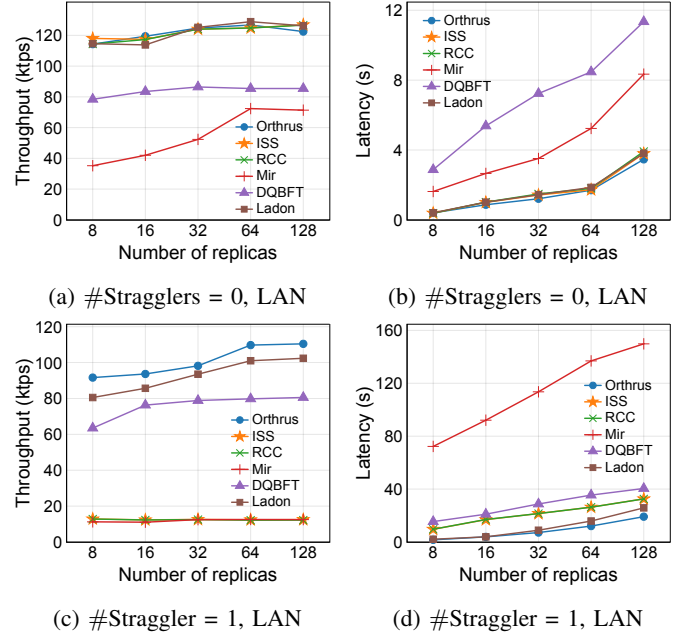 Throughput (ktps)
120
100
80
60
40
20
0
8
16
32
64
128
Number of replicas
Orthrus
ISS
RCC
Mir
DQBFT
Ladon
(a) #Stragglers = 0, LAN
Latency (s)
12
8
4
0
8
16
32
64
128
Number of replicas
Orthrus
ISS
RCC
Mir
DQBFT
Ladon
(b) #Stragglers = 0, LAN
Throughput (ktps)
120
100
80
60
40
20
0
8
16
32
64
128
Number of replicas
Orthrus
ISS
RCC
Mir
DQBFT
Ladon
(c) #Straggler = 1, LAN
Latency (s)
160
120
80
40
0
8
16
32
64
128
Number of replicas
Orthrus
ISS
RCC
Mir
DQBFT
Ladon
(d) #Straggler = 1, LAN